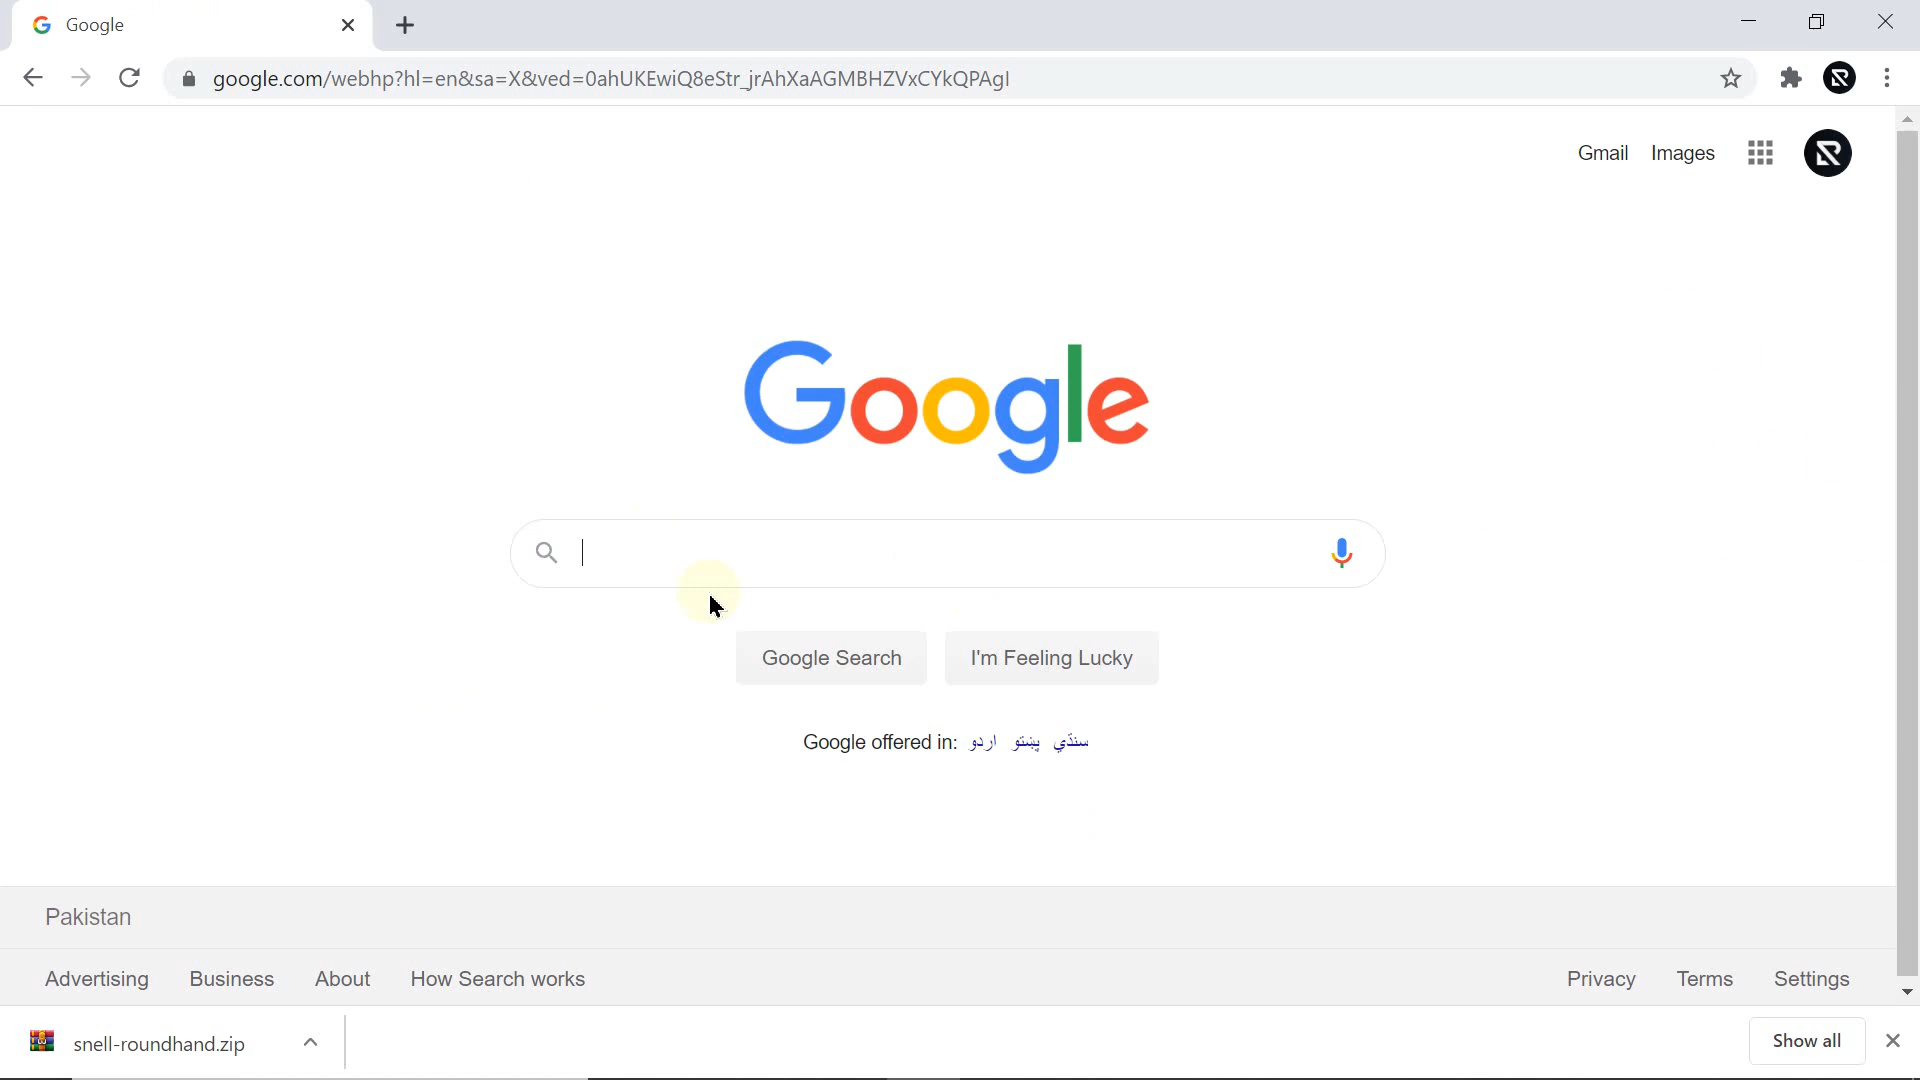 Google
google.com/webhp?hl=en&sa=X&ved=0ahUKEwiQ8eStr_jrAhXaAGMBHZVxCYkQPAgI
Gmail Images
Google
Google Search I'm Feeling Lucky
Google offered in: اردو پښتو سنڌي
Pakistan
Advertising Business About How Search works Privacy Terms Settings
snell-roundhand.zip Show all